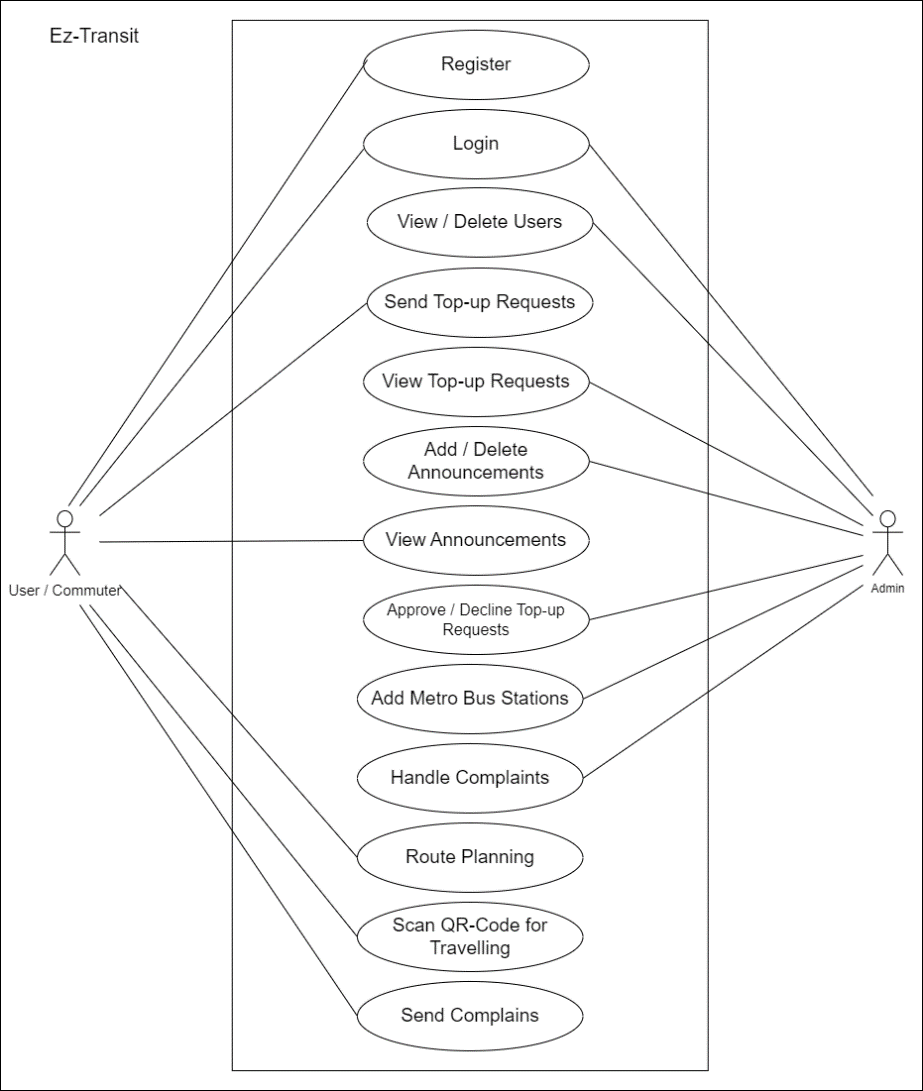 Ez-Transit
Register
Login
View / Delete Users
Send Top-up Requests
View Top-up Requests
Add / Delete
Announcements
View Announcements
User / Commuter
Admin
Approve / Decline Top-up
Requests
Add Metro Bus Stations
Handle Complaints
Route Planning
Scan QR-Code for
Travelling
Send Complains